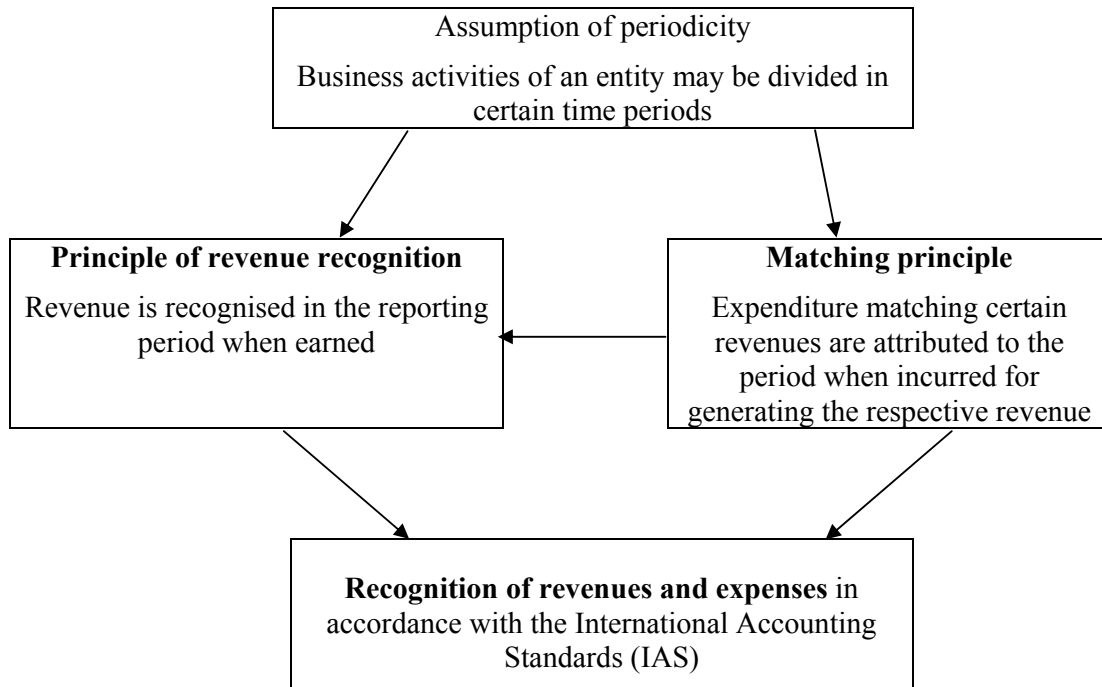 Assumption of periodicity
Business activities of an entity may be divided in
certain time periods
Principle of revenue recognition
Revenue is recognised in the reporting
period when earned
Matching principle
Expenditure matching certain
revenues are attributed to the
period when incurred for
generating the respective revenue
Recognition of revenues and expenses in
accordance with the International Accounting
Standards (IAS)